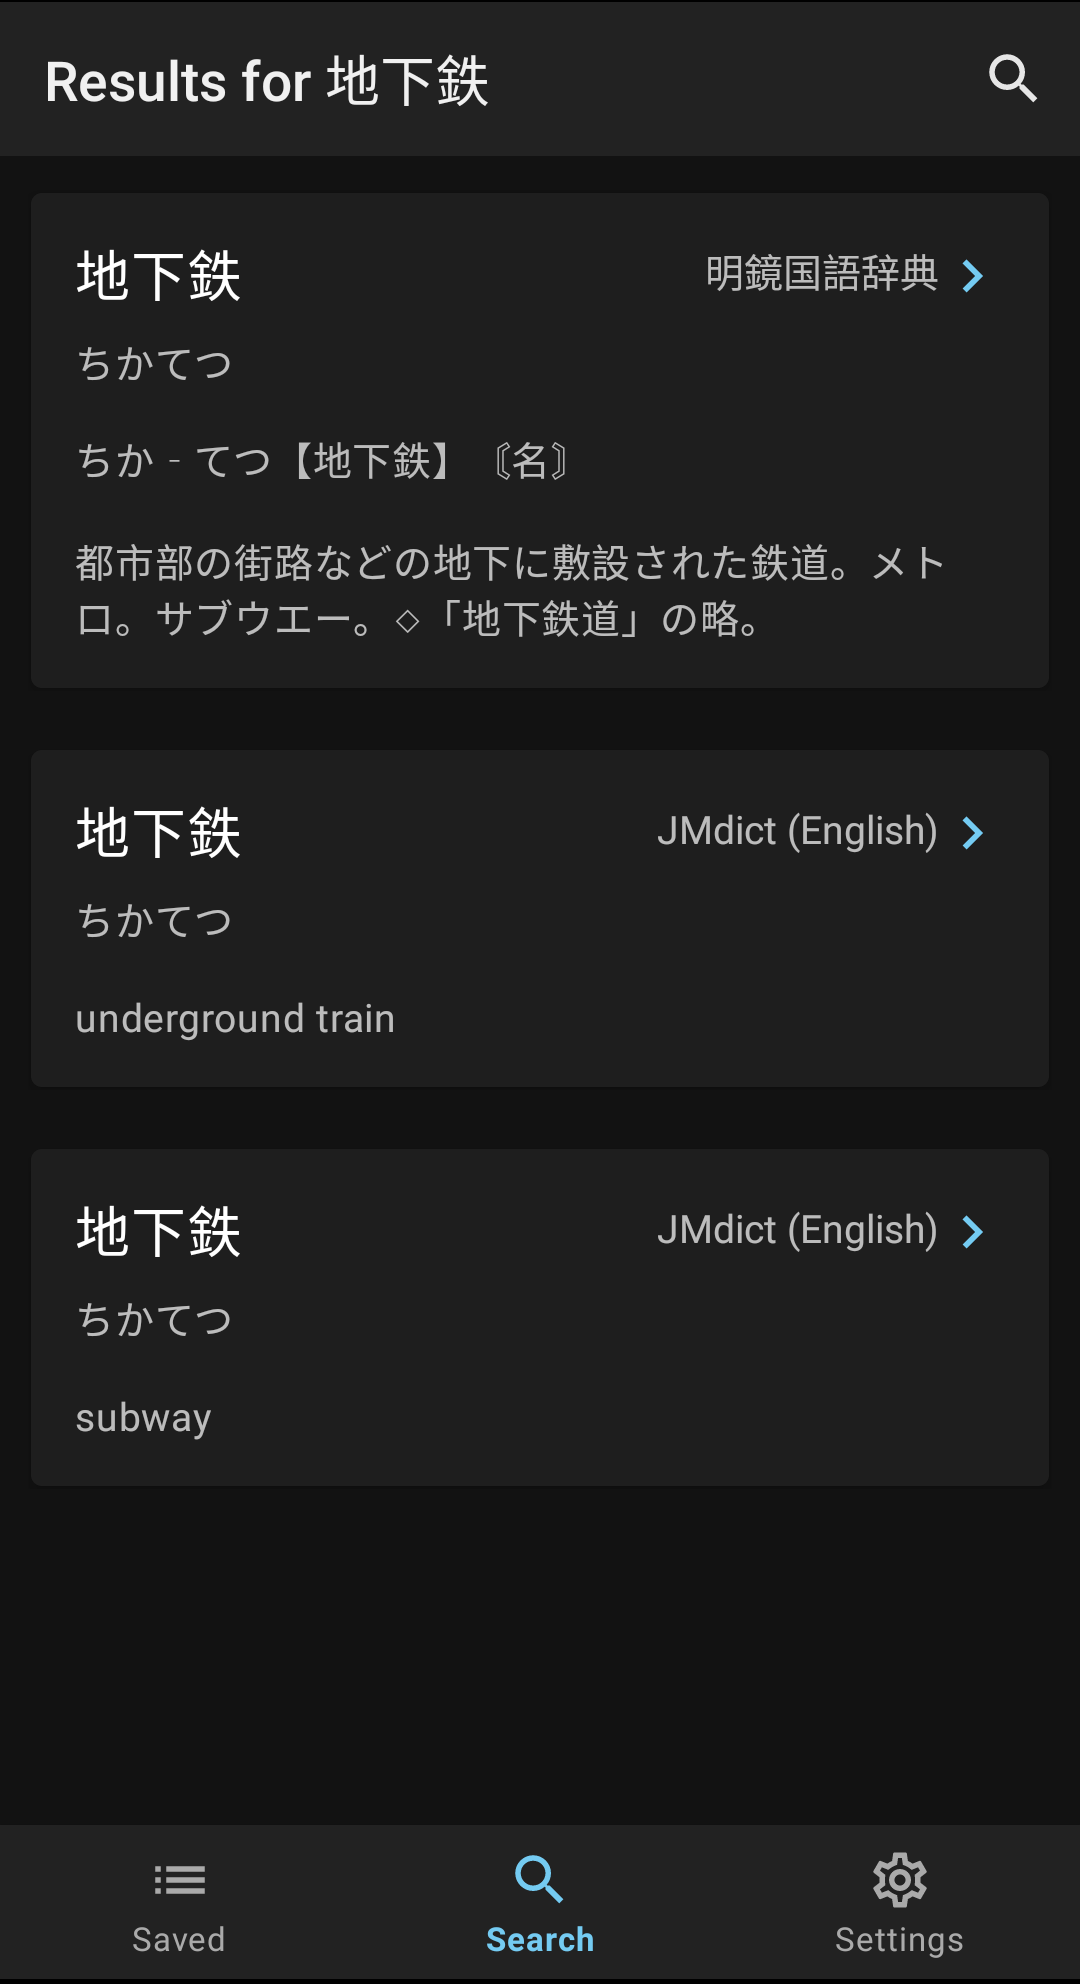 Results for 地下鉄
地下鉄
明鏡国語辞典
ちかてつ
ちか‐てつ【地下鉄】〘名〙
都市部の街路などの地下に敷設された鉄道。メト
ロ。サブウエー。◇「地下鉄道」の略。
地下鉄
JMdict (English)
ちかてつ
underground train
地下鉄
JMdict (English)
ちかてつ
subway
Saved
Search
Settings